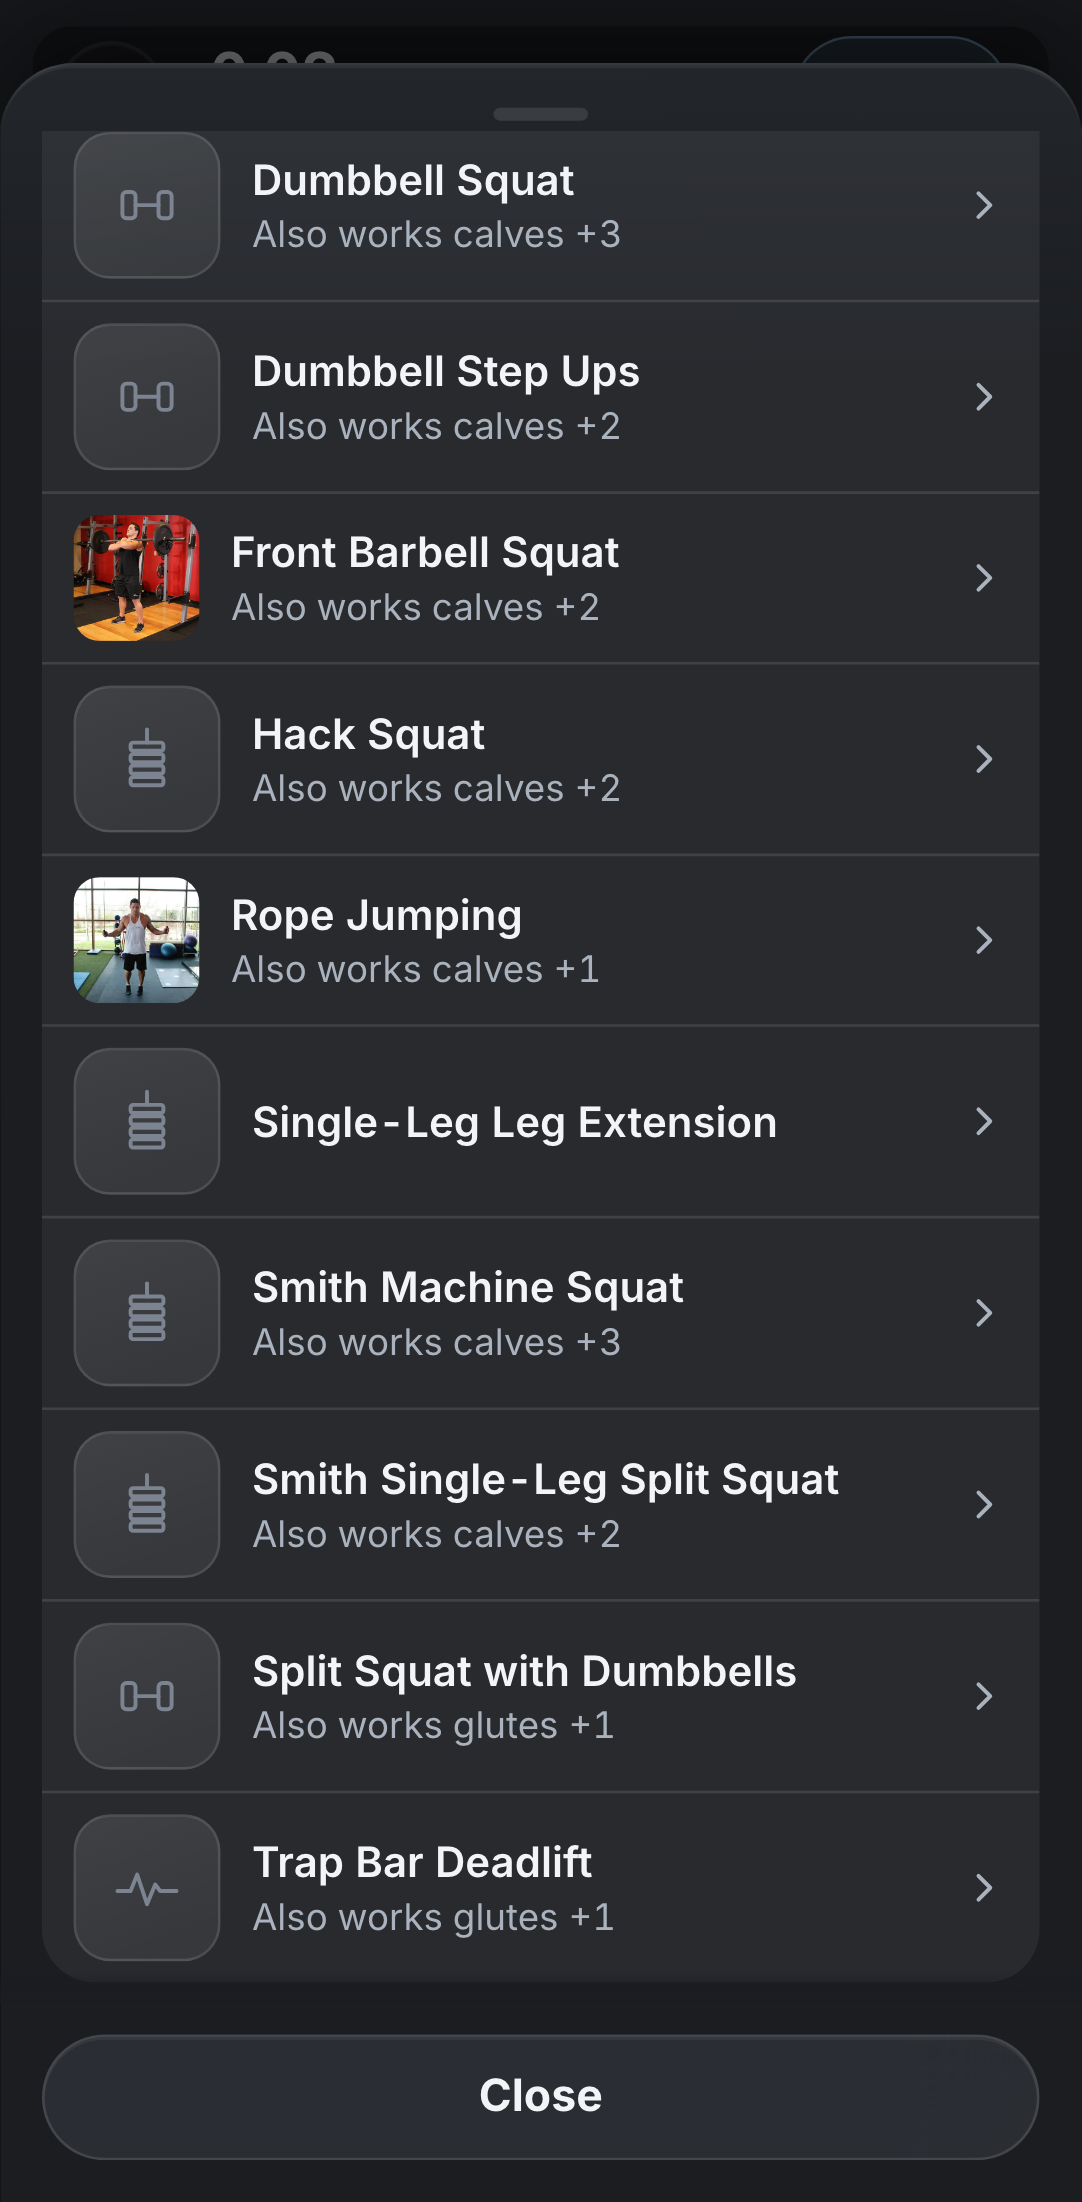 Dumbbell Squat
Also works calves +3
Dumbbell Step Ups
Also works calves +2
Front Barbell Squat
Also works calves +2
Hack Squat
Also works calves +2
Rope Jumping
Also works calves +1
Single-Leg Leg Extension
Smith Machine Squat
Also works calves +3
Smith Single-Leg Split Squat
Also works calves +2
Split Squat with Dumbbells
Also works glutes +1
Trap Bar Deadlift
Also works glutes +1
Close